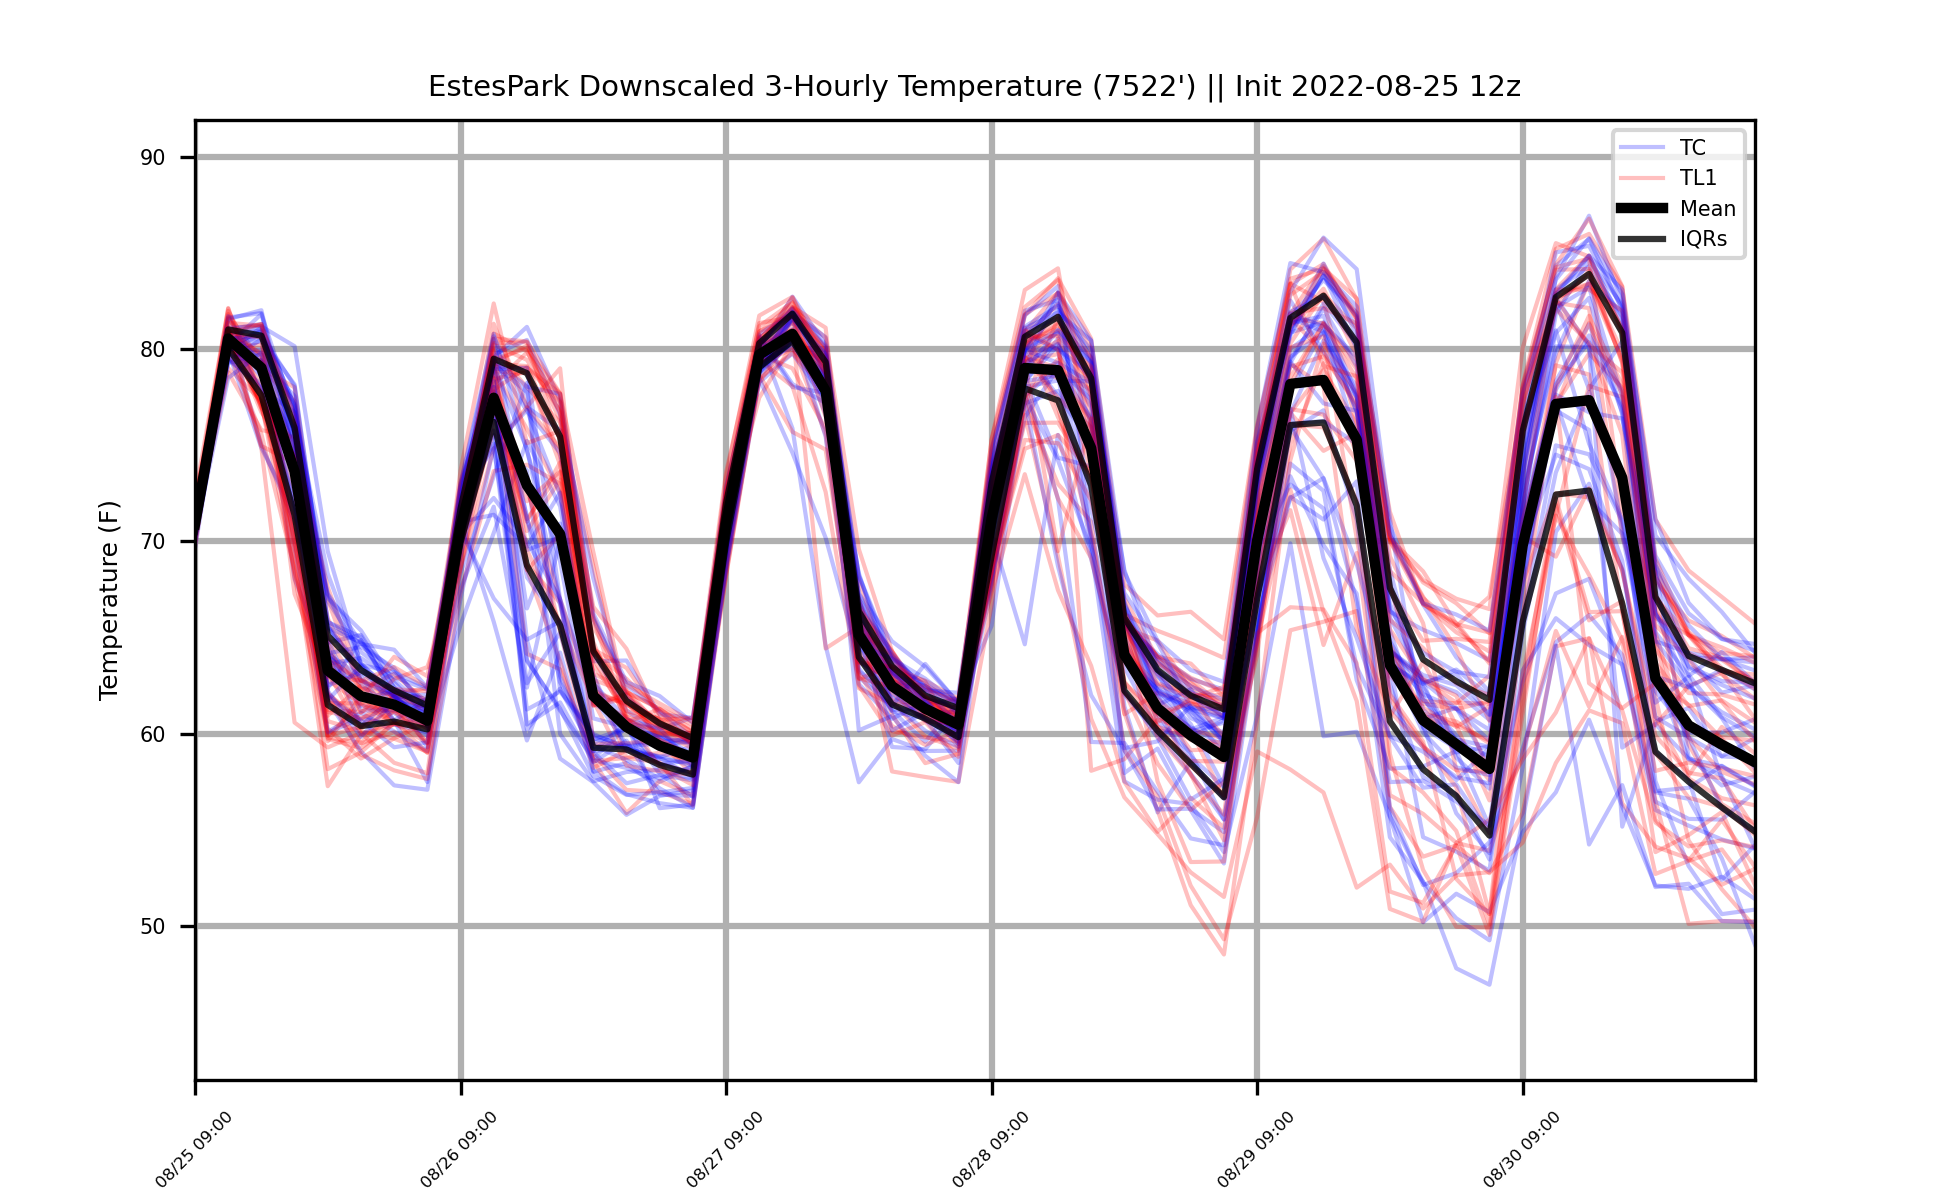 EstesPark Downscaled 3-Hourly Temperature (7522') || Init 2022-08-25 12z
TC
TL1
Mean
IQRs
Temperature (F)
90
80
70
60
50
08/25 09:00
08/26 09:00
08/27 09:00
08/28 09:00
08/29 09:00
08/30 09:00